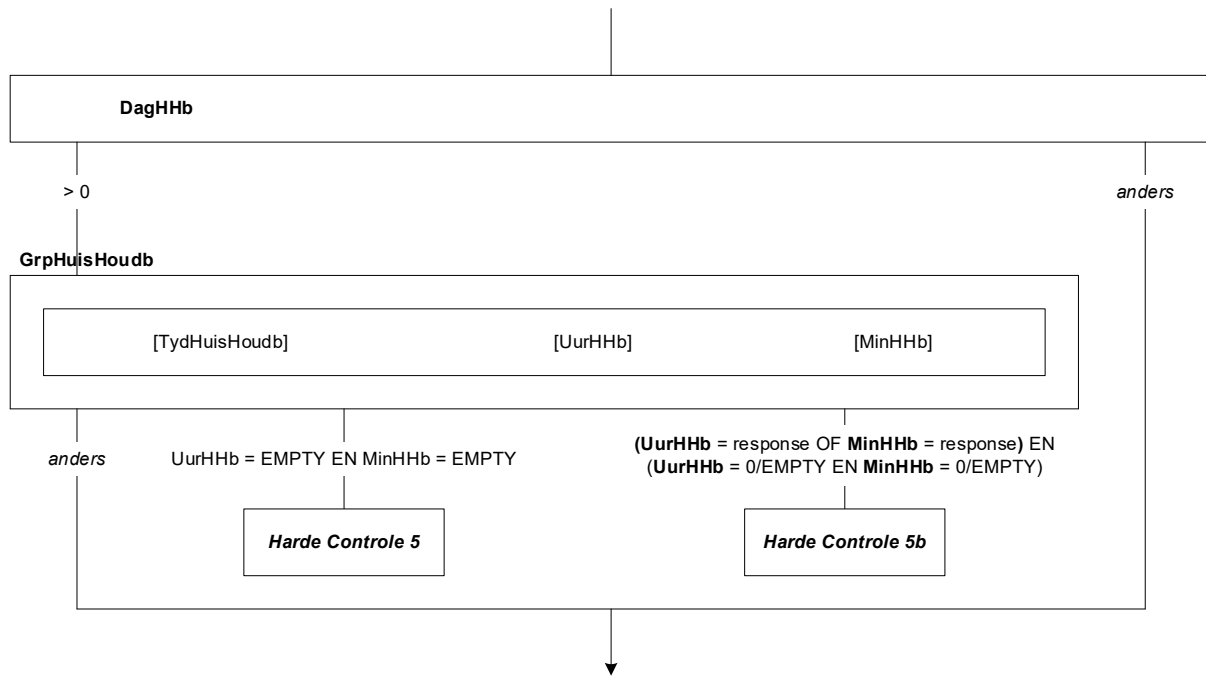 DagHHb
> 0
anders
GrpHuisHoudb
[TydHuisHoudb] [UurHHb] [MinHHb]
anders
UurHHb = EMPTY EN MinHHb = EMPTY
(UurHHb = response OF MinHHb = response) EN
(UurHHb = 0/EMPTY EN MinHHb = 0/EMPTY)
Harde Controle 5
Harde Controle 5b